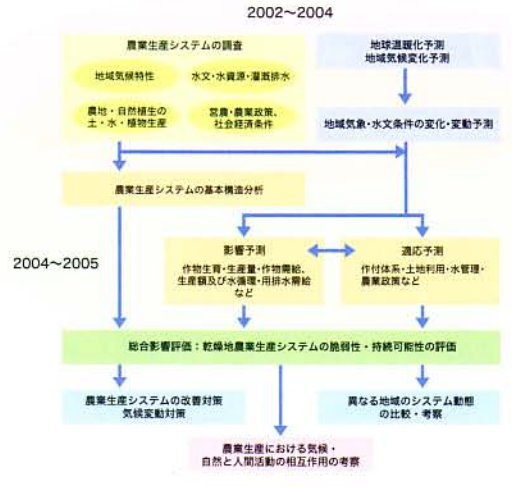 2002～2004
農業生産システムの調査
地域気候特性
水文・水資源・灌漑排水
農地・自然植生の
土・水・植物生産
営農・農業政策、
社会経済条件
地球温暖化予測
地域気候変化予測
地域気象・水文条件の変化・変動予測
農業生産システムの基本構造分析
2004～2005
影響予測
作物生育・生産量・作物需給、
生産額及び水循環・用排水需給
など
適応予測
作付体系・土地利用・水管理・
農業政策など
総合影響評価：乾燥地農業生産システムの脆弱性・持続可能性の評価
農業生産システムの改善対策
気候変動対策
異なる地域のシステム動態
の比較・考察
農業生産における気候・
自然と人間活動の相互作用の考察